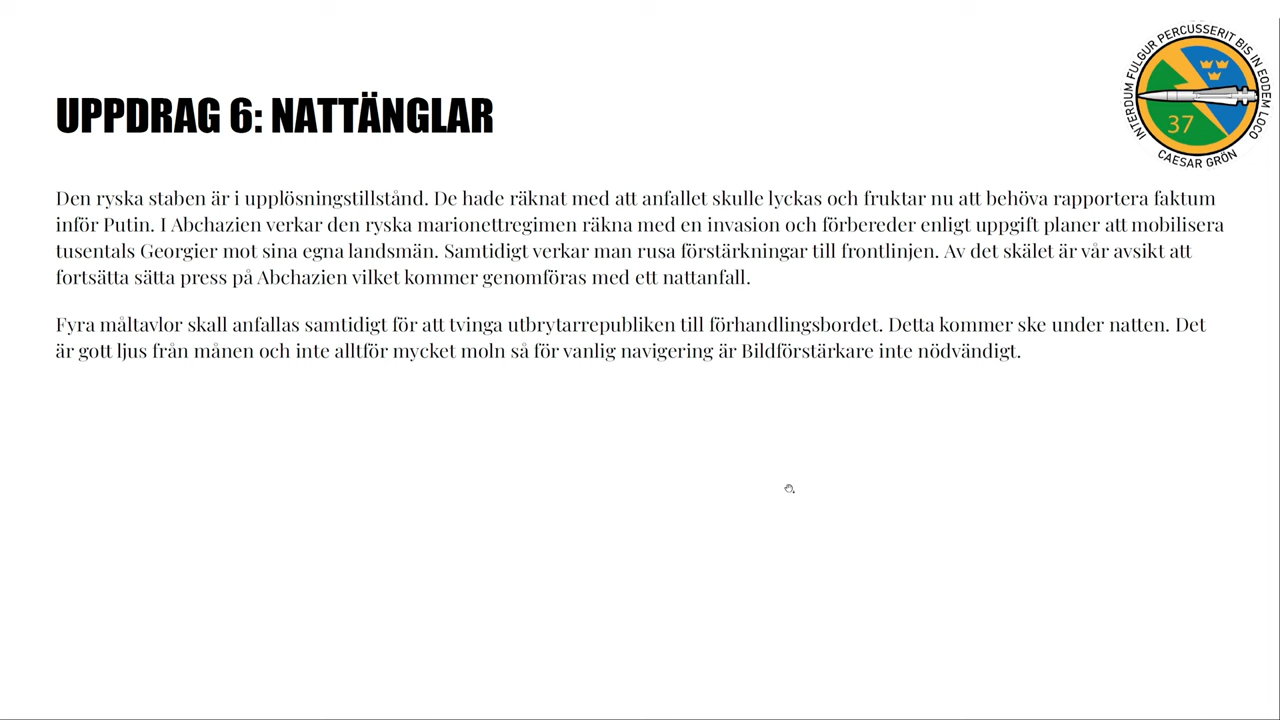 UPPDRAG 6: NATTÄNGLAR
INTERDUM FULGUR PERCUSSERIT BIS IN EODEM LOCO
37
CAESAR GRÖN
Den ryska staben är i upplösningstillstånd. De hade räknat med att anfallet skulle lyckas och fruktar nu att behöva rapportera faktum
inför Putin. I Abchazien verkar den ryska marionettregimen räkna med en invasion och förbereder enligt uppgift planer att mobilisera
tusentals Georgier mot sina egna landsmän. Samtidigt verkar man rusa förstärkningar till frontlinjen. Av det skälet är vår avsikt att
fortsätta sätta press på Abchazien vilket kommer genomföras med ett nattanfall.
Fyra måltavlor skall anfallas samtidigt för att tvinga utbrytarrepubliken till förhandlingsbordet. Detta kommer ske under natten. Det
är gott ljus från månen och inte alltför mycket moln så för vanlig navigering är Bildförstärkare inte nödvändigt.